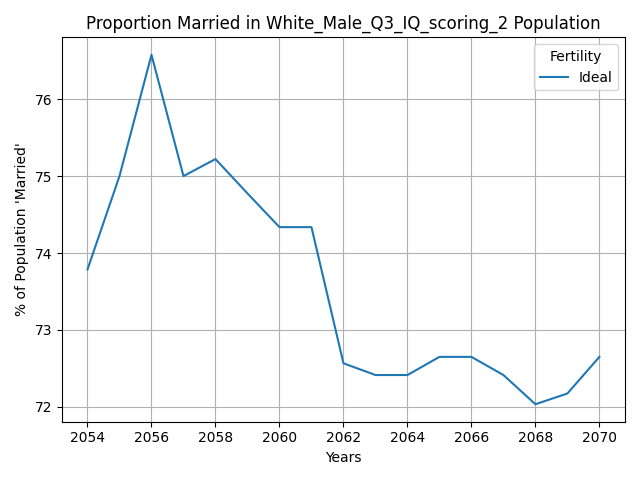 Proportion Married in White_Male_Q3_IQ_scoring_2 Population
Fertility
Ideal
% of Population 'Married'
76
75
74
73
72
2054 2056 2058 2060 2062 2064 2066 2068 2070
Years